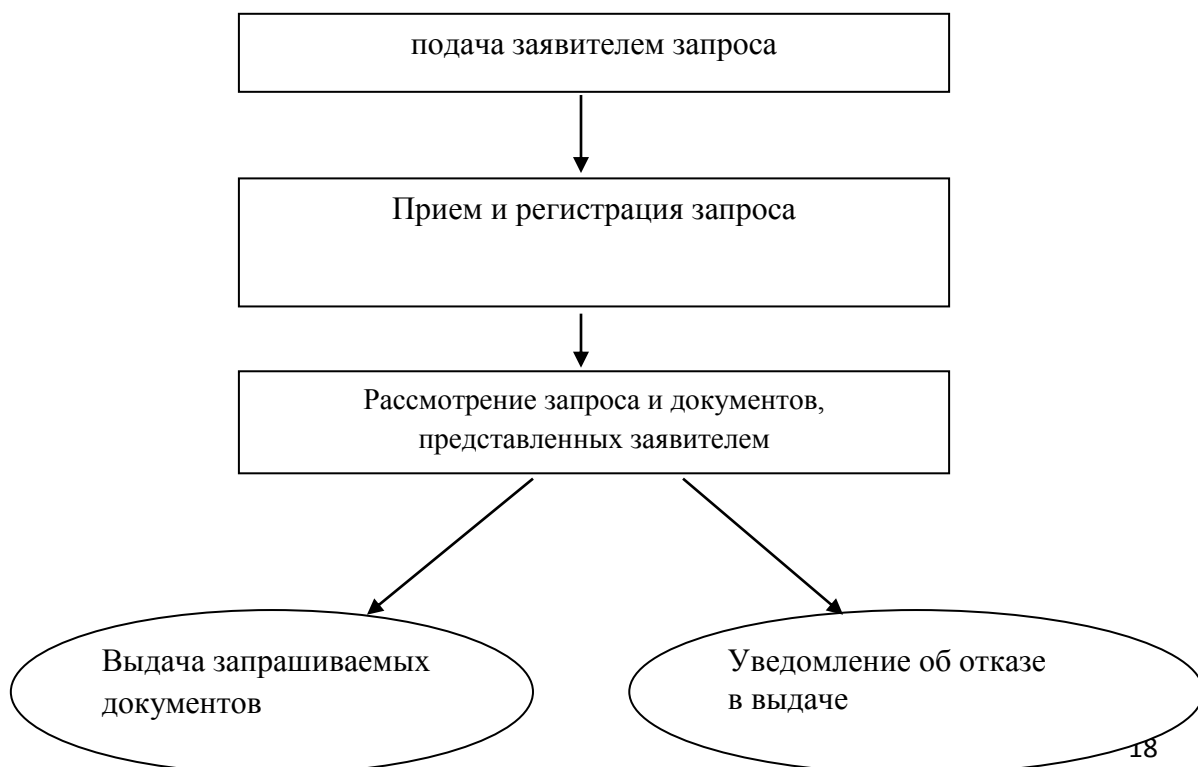 подача заявителем запроса
Прием и регистрация запроса
Рассмотрение запроса и документов,
представленных заявителем
Выдача запрашиваемых
документов
Уведомление об отказе
в выдаче
18